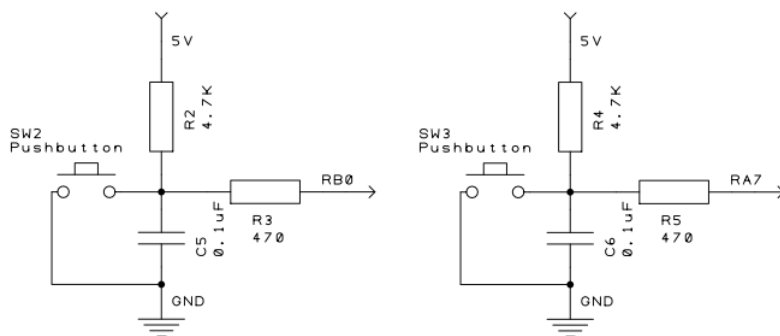 5V
R2
4.7K
SW2
Pushbutton
RB0
R3
470
C5
0.1uF
GND
5V
R4
4.7K
SW3
Pushbutton
RA7
R5
470
C6
0.1uF
GND